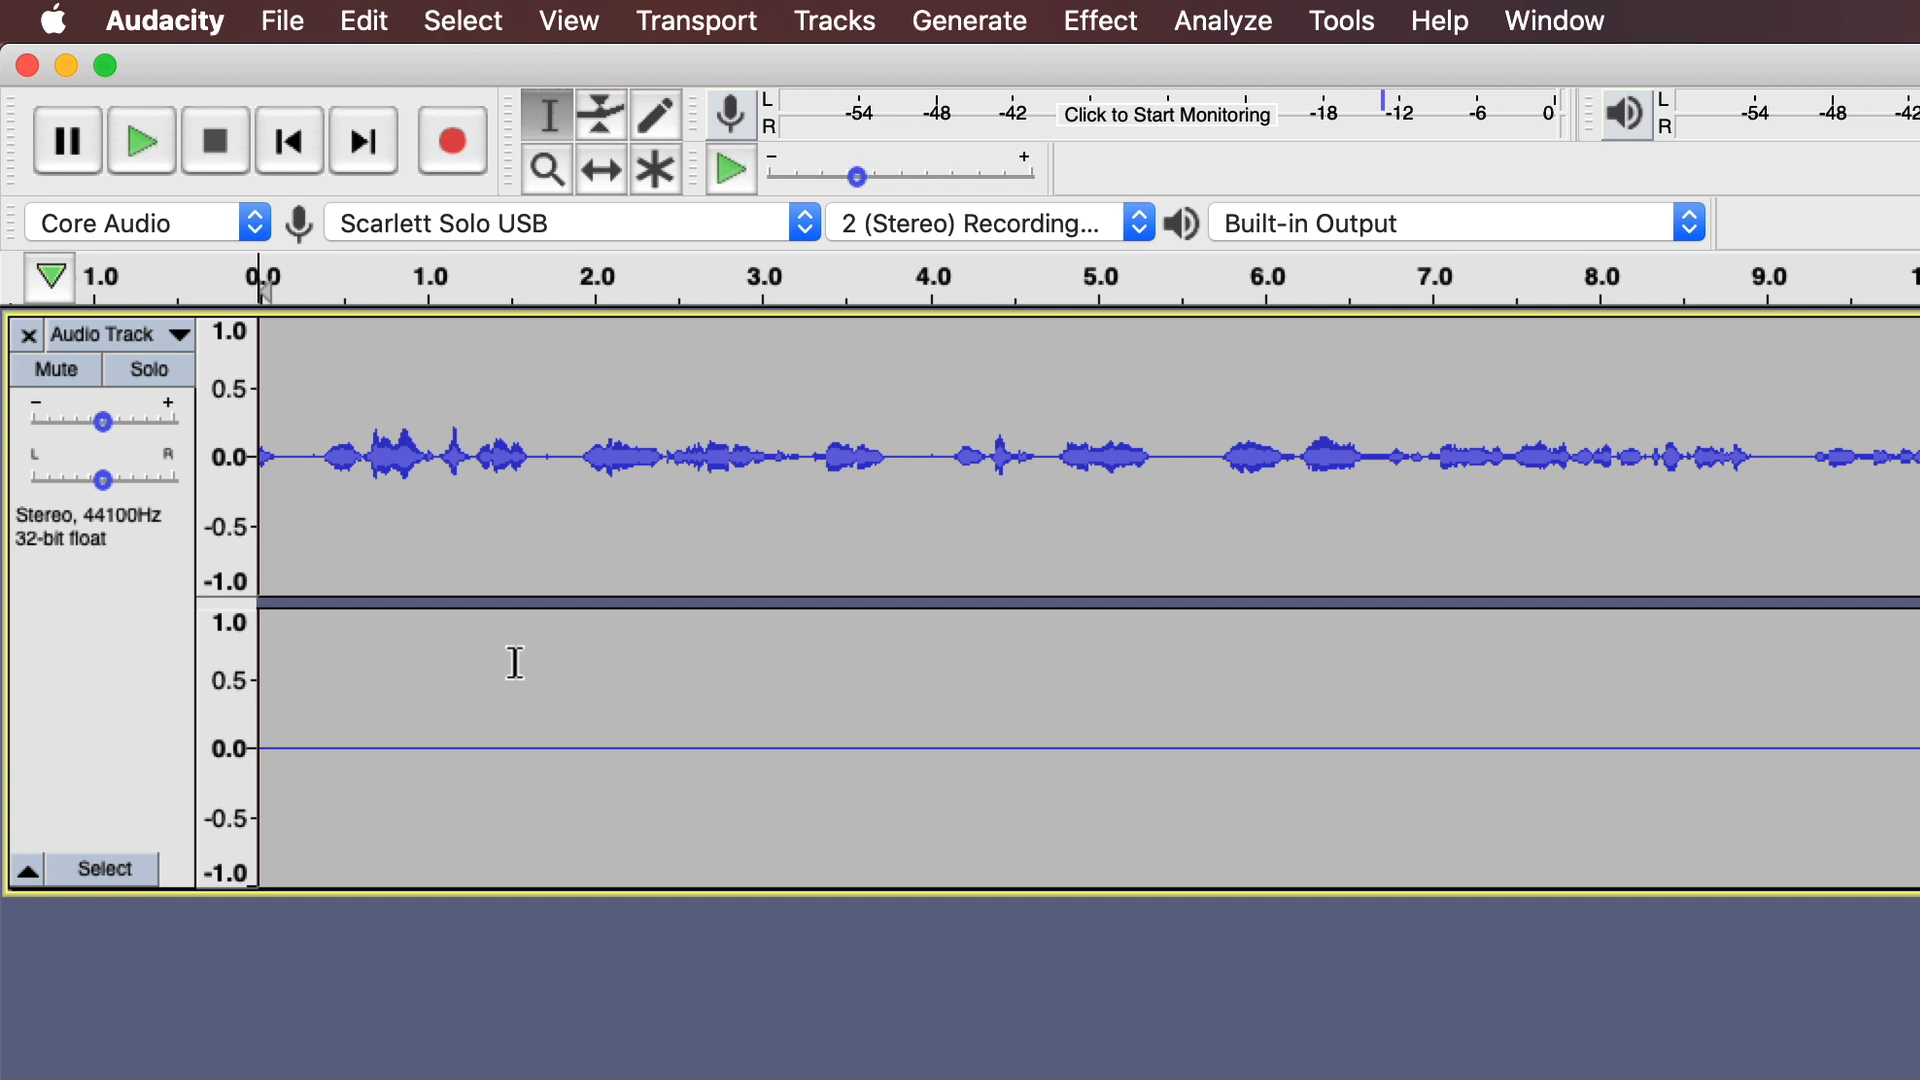 Audacity File Edit Select View Transport Tracks Generate Effect Analyze Tools Help Window
L -54 -48 -42 Click to Start Monitoring -18 -12 -6 0 L -54 -48 -42
R R
- +
Core Audio Scarlett Solo USB 2 (Stereo) Recording... Built-in Output
1.0 0.0 1.0 2.0 3.0 4.0 5.0 6.0 7.0 8.0 9.0 1
x Audio Track 1.0
Mute Solo
0.5
- +
L R 0.0
Stereo, 44100Hz -0.5
32-bit float
-1.0
1.0
0.5
0.0
-0.5
Select -1.0